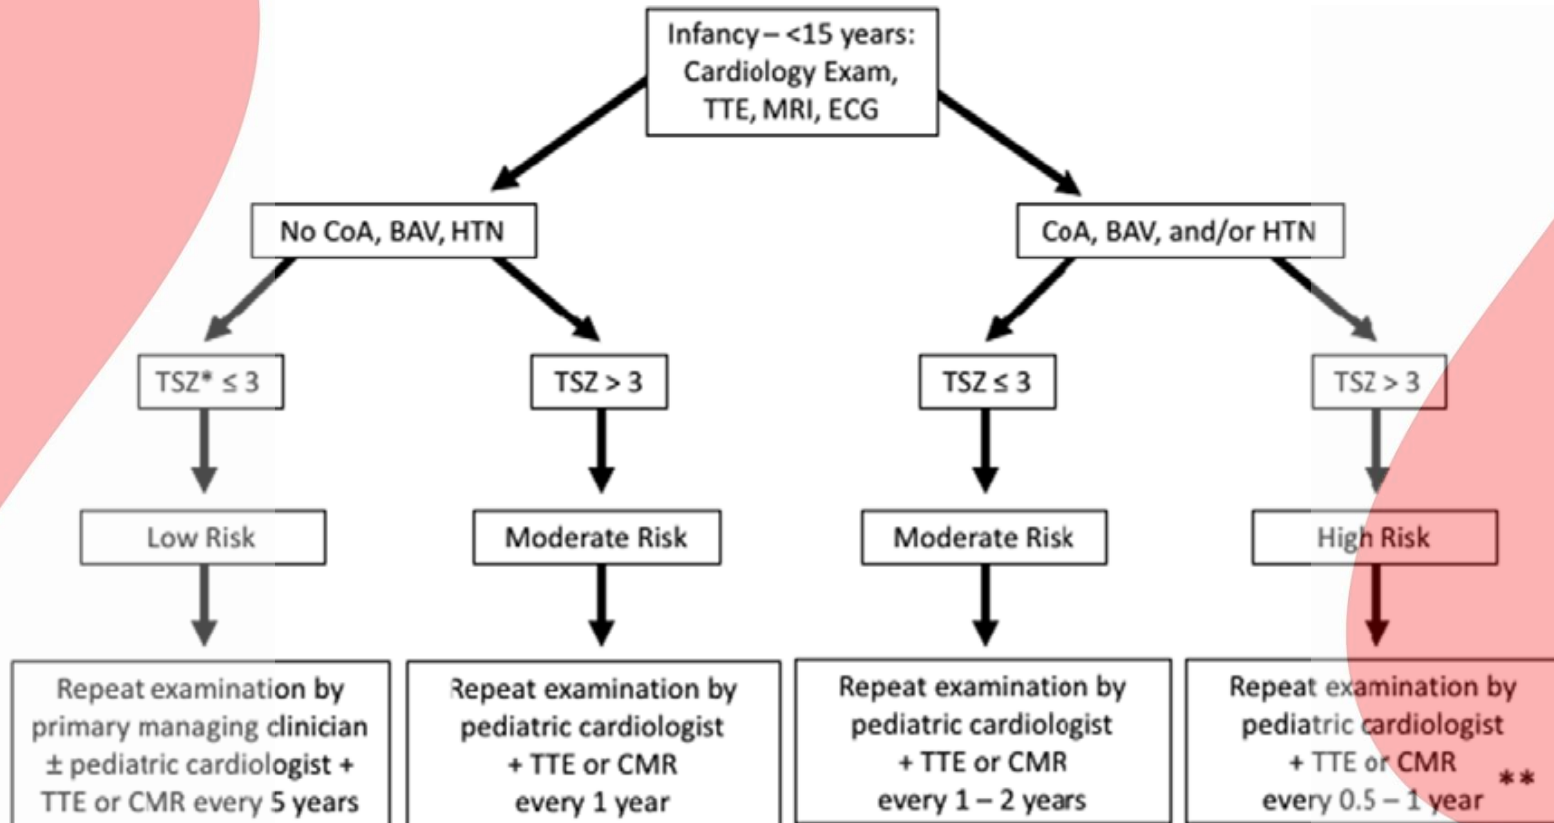 Infancy – <15 years:
Cardiology Exam,
TTE, MRI, ECG
No CoA, BAV, HTN
CoA, BAV, and/or HTN
TSZ* ≤ 3
TSZ > 3
TSZ ≤ 3
TSZ > 3
Low Risk
Moderate Risk
Moderate Risk
High Risk
Repeat examination by
primary managing clinician
± pediatric cardiologist +
TTE or CMR every 5 years
Repeat examination by
pediatric cardiologist
+ TTE or CMR
every 1 year
Repeat examination by
pediatric cardiologist
+ TTE or CMR
every 1 – 2 years
Repeat examination by
pediatric cardiologist
+ TTE or CMR
every 0.5 – 1 year **